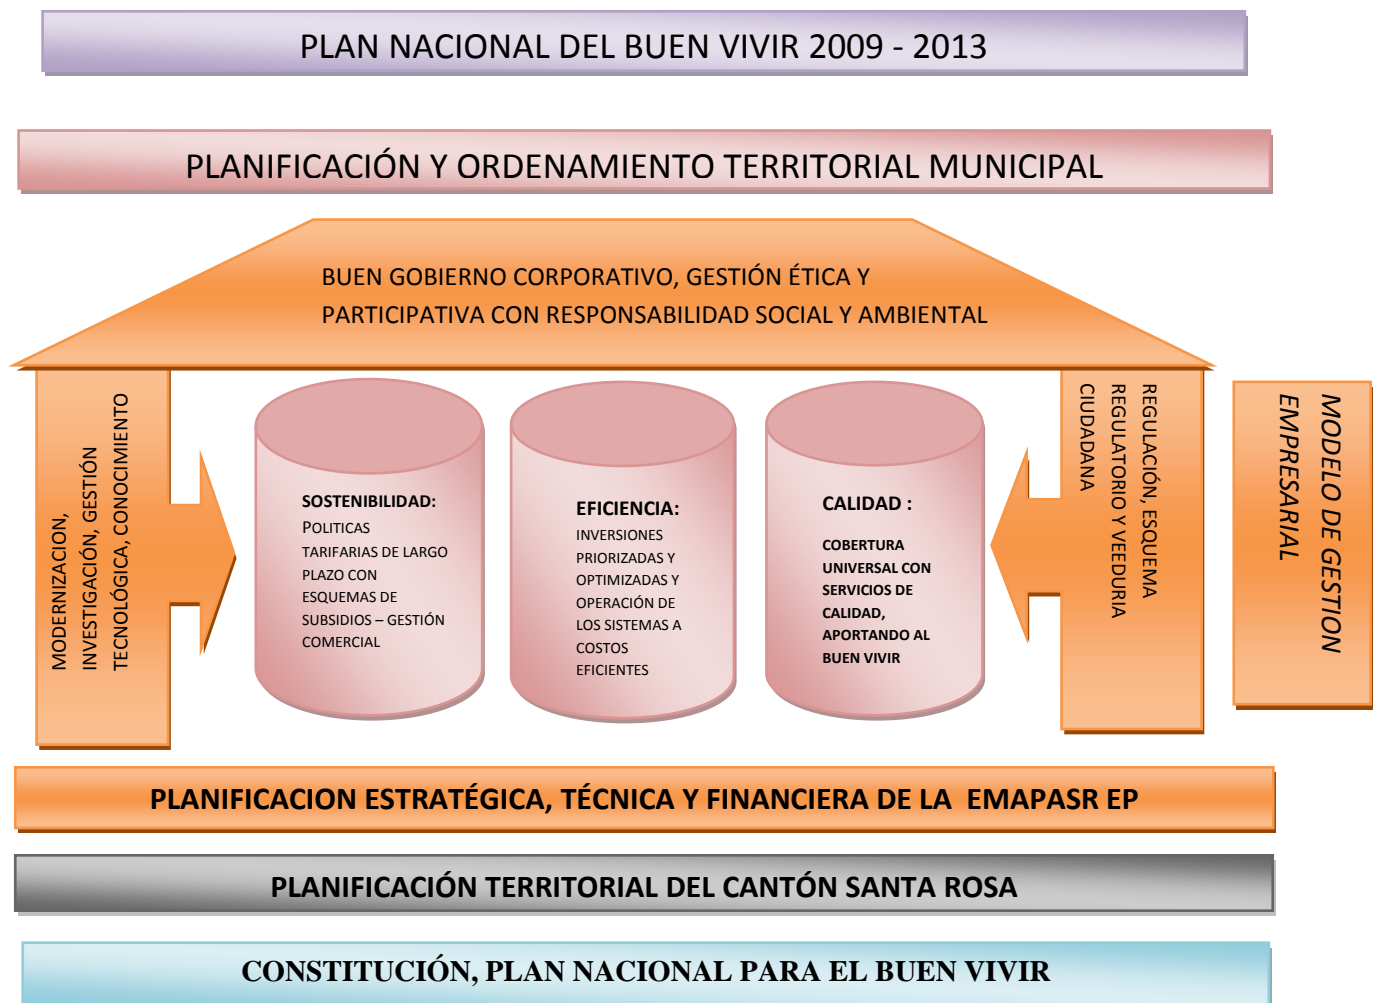 PLAN NACIONAL DEL BUEN VIVIR 2009 - 2013
PLANIFICACIÓN Y ORDENAMIENTO TERRITORIAL MUNICIPAL
BUEN GOBIERNO CORPORATIVO, GESTIÓN ÉTICA Y
PARTICIPATIVA CON RESPONSABILIDAD SOCIAL Y AMBIENTAL
MODERNIZACION,
INVESTIGACIÓN, GESTIÓN
TECNOLÓGICA, CONOCIMIENTO
SOSTENIBILIDAD:
POLITICAS
TARIFARIAS DE LARGO
PLAZO CON
ESQUEMAS DE
SUBSIDIOS – GESTIÓN
COMERCIAL
EFICIENCIA:
INVERSIONES
PRIORIZADAS Y
OPTIMIZADAS Y
OPERACIÓN DE
LOS SISTEMAS A
COSTOS
EFICIENTES
CALIDAD :
COBERTURA
UNIVERSAL CON
SERVICIOS DE
CALIDAD,
APORTANDO AL
BUEN VIVIR
REGULACIÓN, ESQUEMA
REGULATORIO Y VEEDURIA
CIUDADANA
MODELO DE GESTION
EMPRESARIAL
PLANIFICACION ESTRATÉGICA, TÉCNICA Y FINANCIERA DE LA  EMAPASR EP
PLANIFICACIÓN TERRITORIAL DEL CANTÓN SANTA ROSA
CONSTITUCIÓN, PLAN NACIONAL PARA EL BUEN VIVIR